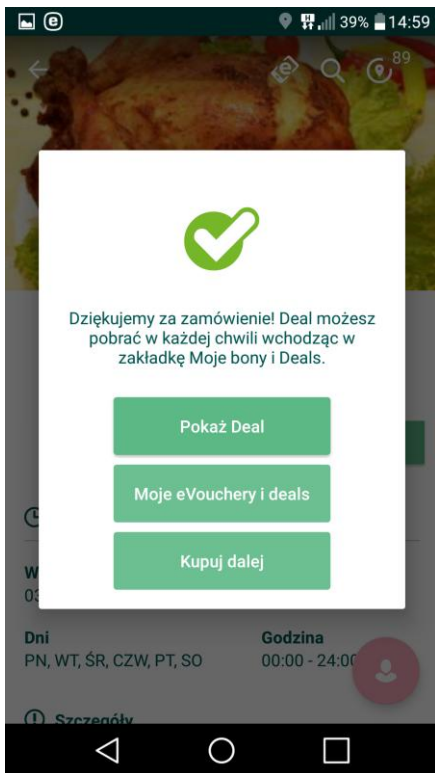 39% 14:59
89
Dziękujemy za zamówienie! Deal możesz
pobrać w każdej chwili wchodząc w
zakładkę Moje bony i Deals.
Pokaż Deal
Moje eVouchery i deals
Kupuj dalej
Dni Godzina
PN, WT, ŚR, CZW, PT, SO 00:00 - 24:00
Szczegóły